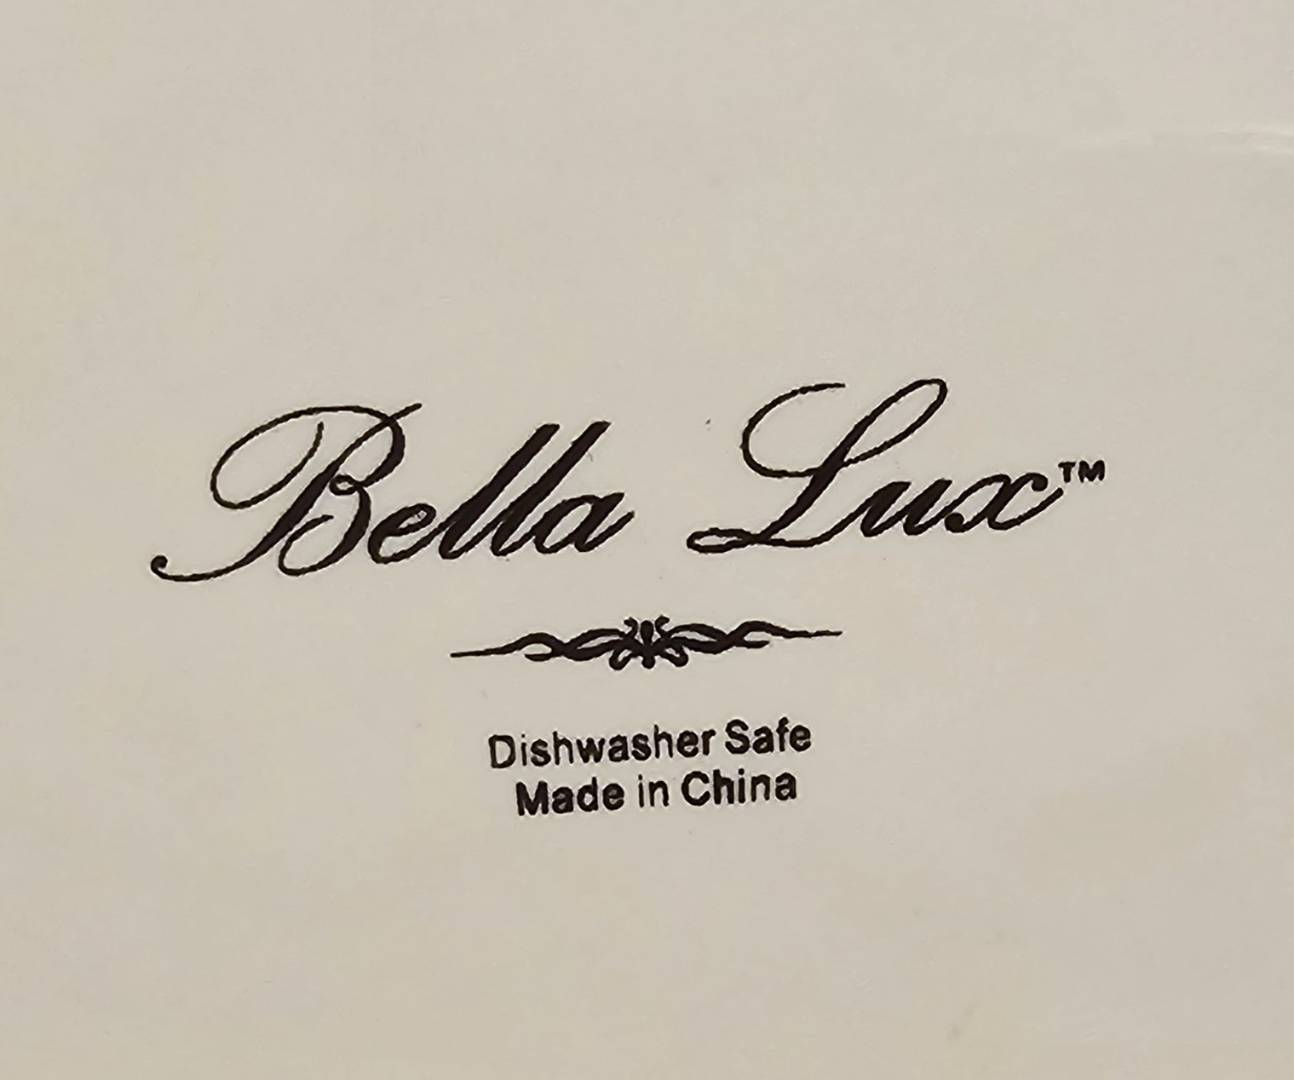 Bella Lux™
Dishwasher Safe
Made in China